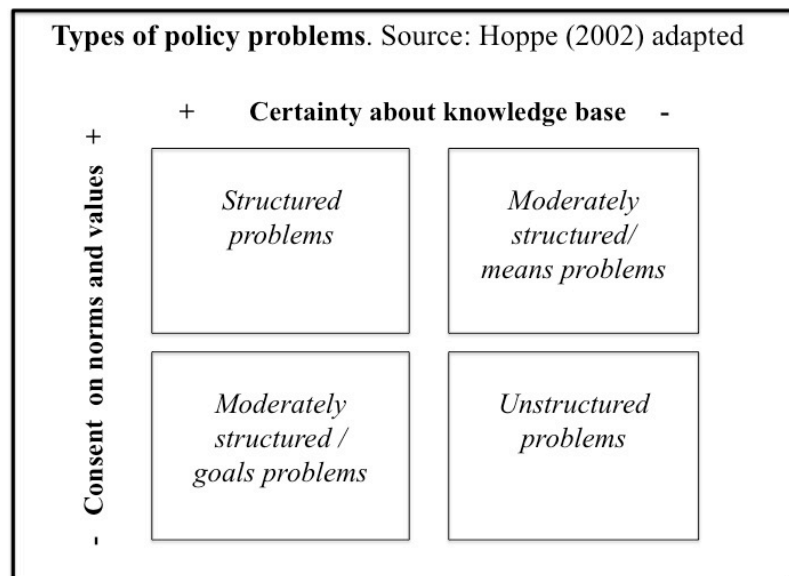 Types of policy problems. Source: Hoppe (2002) adapted
+ Certainty about knowledge base -
- Consent on norms and values +
Structured
problems
Moderately
structured/
means problems
Moderately
structured /
goals problems
Unstructured
problems